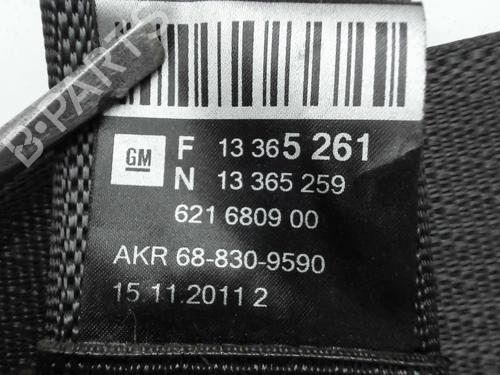 B-PARTS
GM F 13 365 261
N 13 365 259
621 6809 00
AKR 68-830-9590
15.11.2011 2